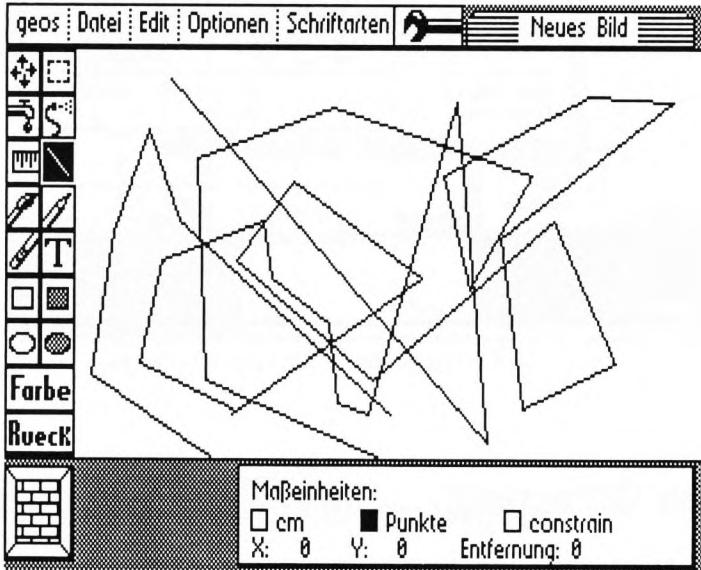 geos Datei Edit Optionen Schriftarten Neues Bild
T
Farbe
Rueck
Maßeinheiten:
cm Punkte constrain
X: 0 Y: 0 Entfernung: 0